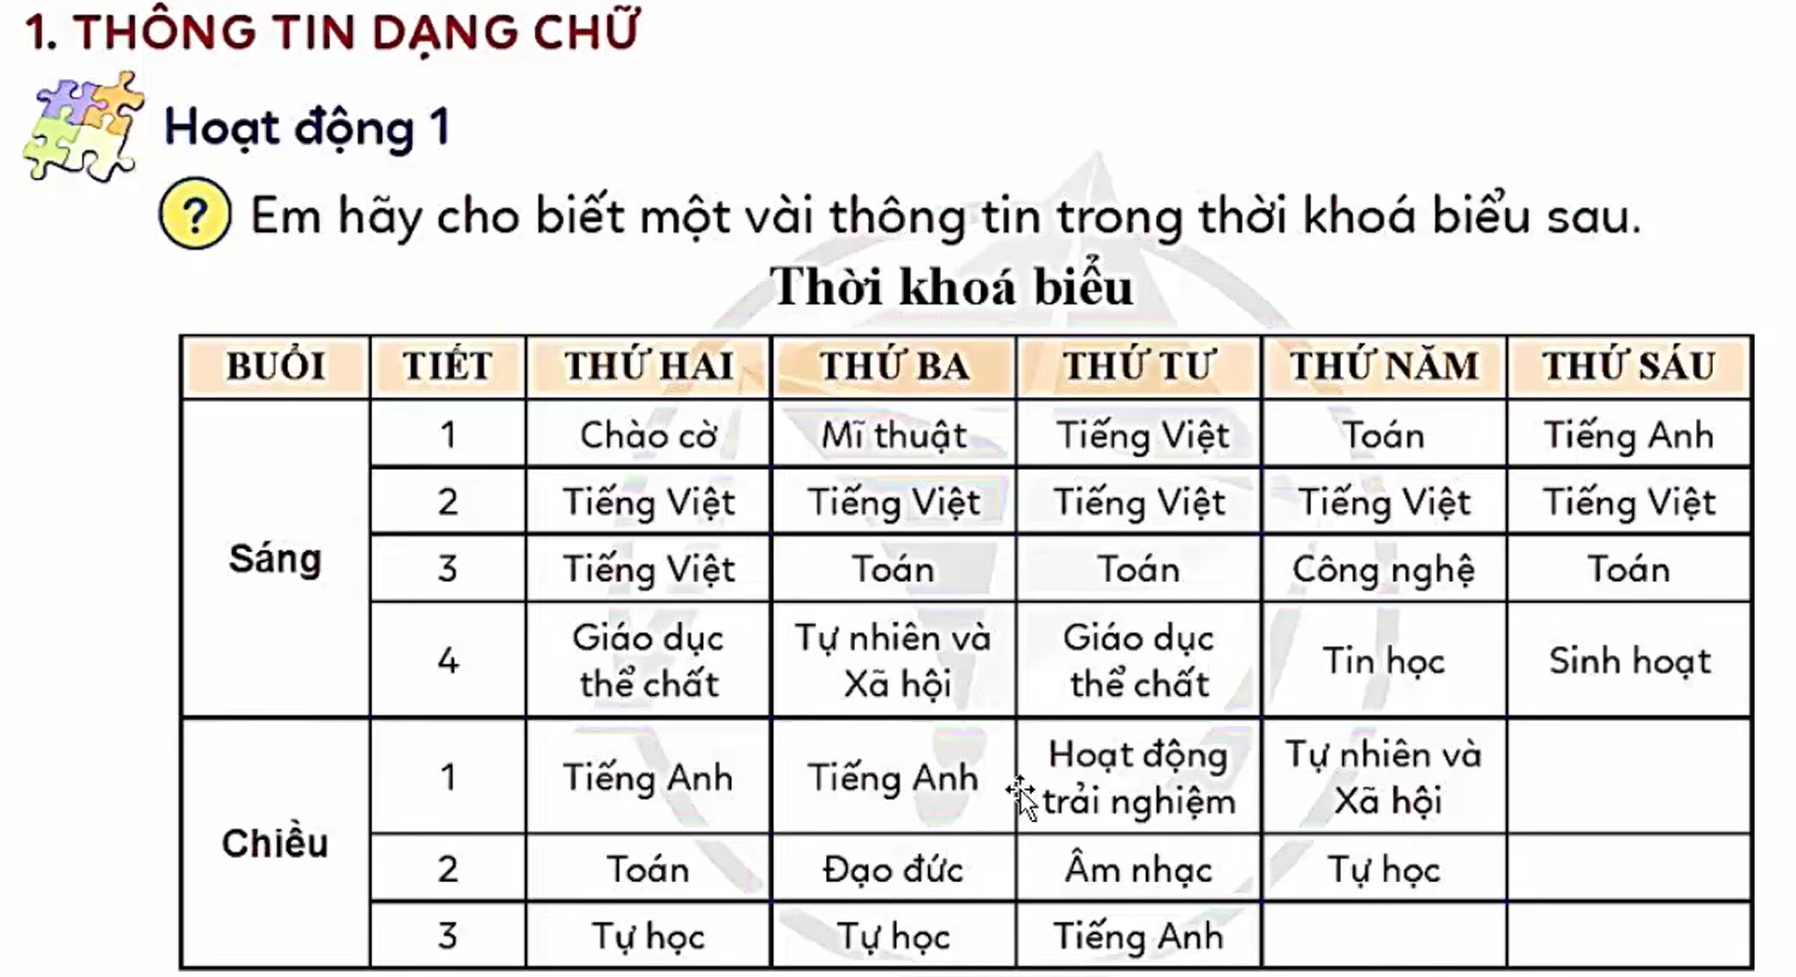 1. THÔNG TIN DẠNG CHỮ
Hoạt động 1
? Em hãy cho biết một vài thông tin trong thời khoá biểu sau.
Thời khoá biểu
BUỔI TIẾT THỨ HAI THỨ BA THỨ TƯ THỨ NĂM THỨ SÁU
Sáng
1 Chào cờ Mĩ thuật Tiếng Việt Toán Tiếng Anh
2 Tiếng Việt Tiếng Việt Tiếng Việt Tiếng Việt Tiếng Việt
3 Tiếng Việt Toán Toán Công nghệ Toán
4 Giáo dục thể chất Tự nhiên và Xã hội Giáo dục thể chất Tin học Sinh hoạt
Chiều
1 Tiếng Anh Tiếng Anh Hoạt động trải nghiệm Tự nhiên và Xã hội
2 Toán Đạo đức Âm nhạc Tự học
3 Tự học Tự học Tiếng Anh